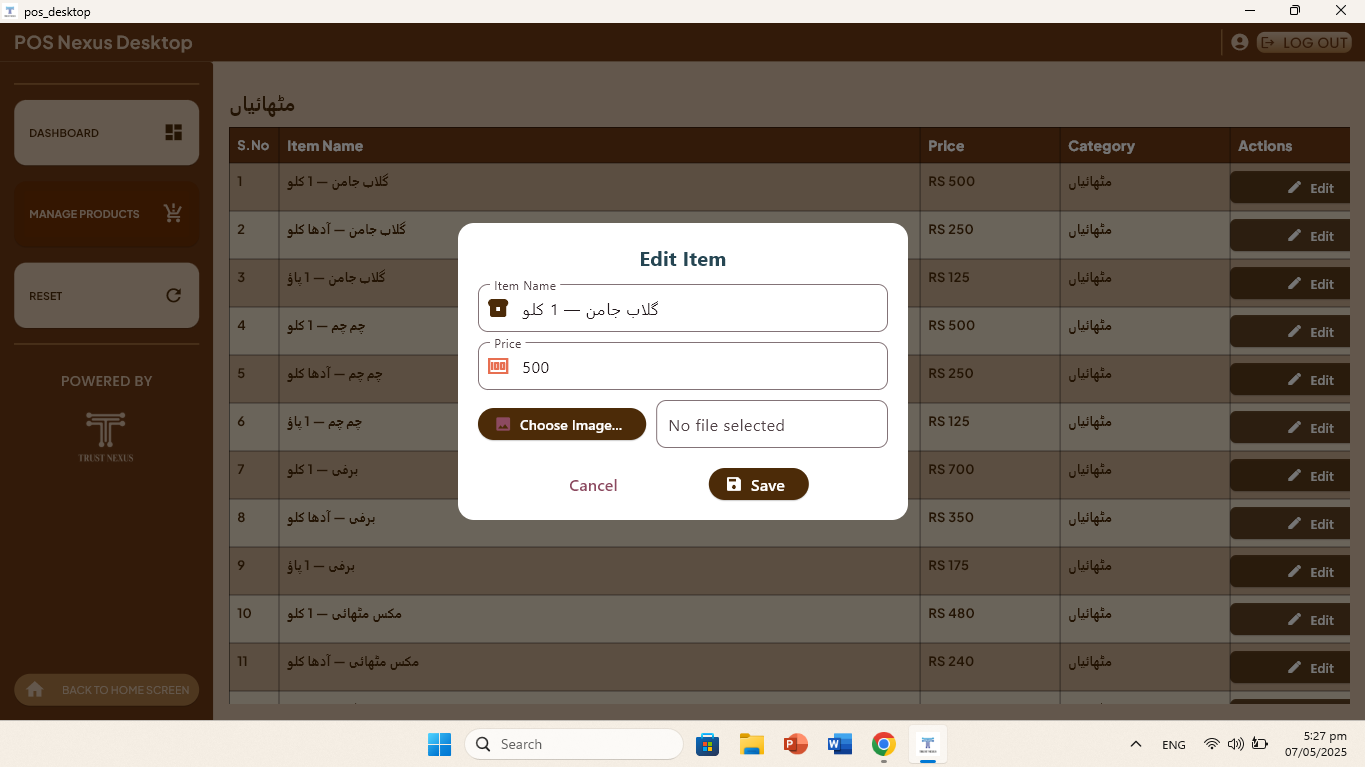 pos_desktop
POS Nexus Desktop
LOG OUT
DASHBOARD
MANAGE PRODUCTS
RESET
POWERED BY
TRUST NEXUS
BACK TO HOME SCREEN
مٹھائیاں
S.No Item Name Price Category Actions
1 گلاب جامن — 1 کلو RS 500 مٹھائیاں Edit
2 گلاب جامن — آدھا کلو RS 250 مٹھائیاں Edit
3 گلاب جامن — 1 پاؤ RS 125 مٹھائیاں Edit
4 چم چم — 1 کلو RS 500 مٹھائیاں Edit
5 چم چم — آدھا کلو RS 250 مٹھائیاں Edit
6 چم چم — 1 پاؤ RS 125 مٹھائیاں Edit
7 برفی — 1 کلو RS 700 مٹھائیاں Edit
8 برفی — آدھا کلو RS 350 مٹھائیاں Edit
9 برفی — 1 پاؤ RS 175 مٹھائیاں Edit
10 مکس مٹھائی — 1 کلو RS 480 مٹھائیاں Edit
11 مکس مٹھائی — آدھا کلو RS 240 مٹھائیاں Edit
Edit Item
Item Name
گلاب جامن — 1 کلو
Price
100 500
Choose Image... No file selected
Cancel Save
Search
ENG
5:27 pm
07/05/2025